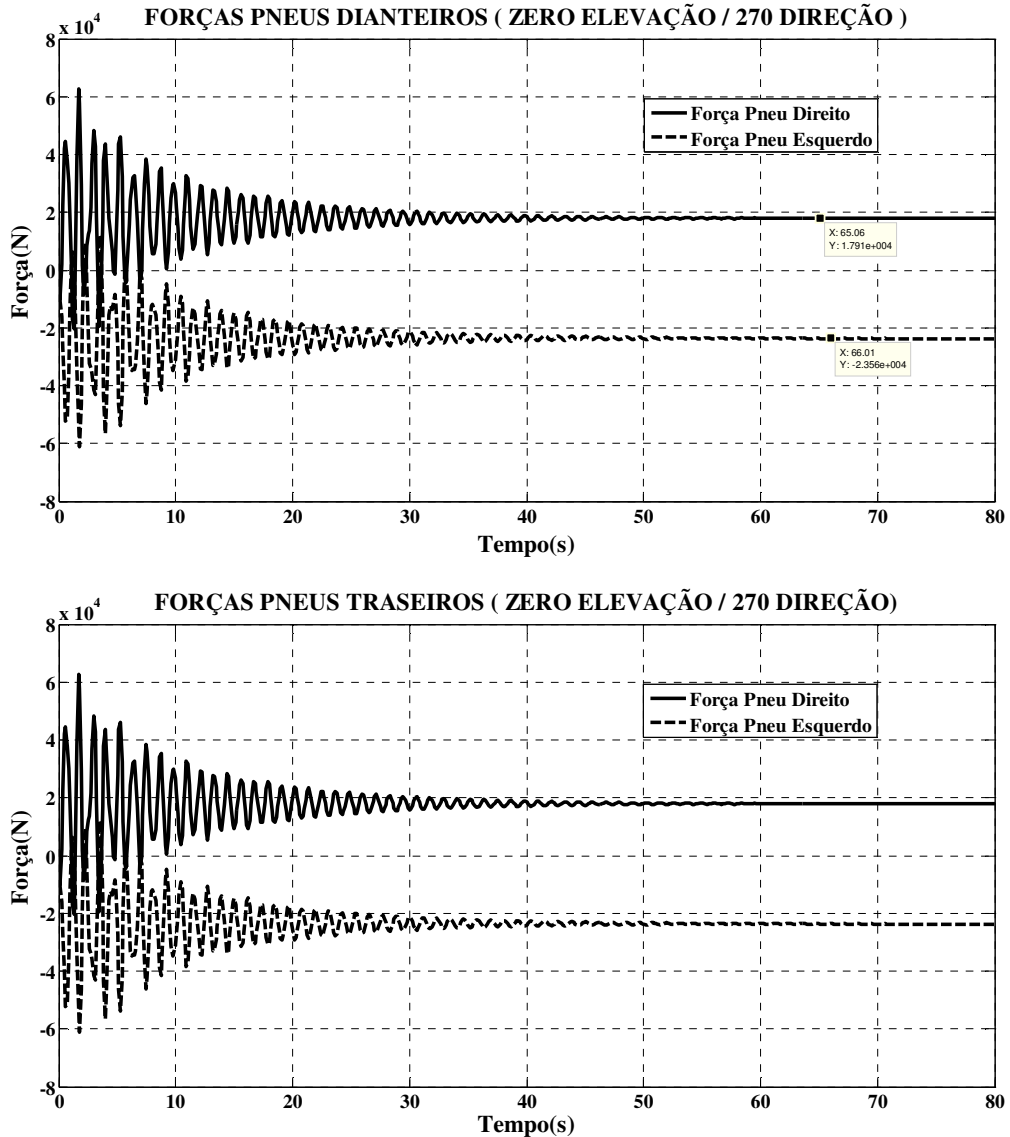 FORÇAS PNEUS DIANTEIROS ( ZERO ELEVAÇÃO / 270 DIREÇÃO )
x 10^4
8
6
4
2
0
-2
-4
-6
-8
Força(N)
Força Pneu Direito
Força Pneu Esquerdo
X: 65.06
Y: 1.791e+004
X: 66.01
Y: -2.356e+004
0 10 20 30 40 50 60 70 80
Tempo(s)
FORÇAS PNEUS TRASEIROS ( ZERO ELEVAÇÃO / 270 DIREÇÃO)
x 10^4
8
6
4
2
0
-2
-4
-6
-8
Força(N)
Força Pneu Direito
Força Pneu Esquerdo
0 10 20 30 40 50 60 70 80
Tempo(s)